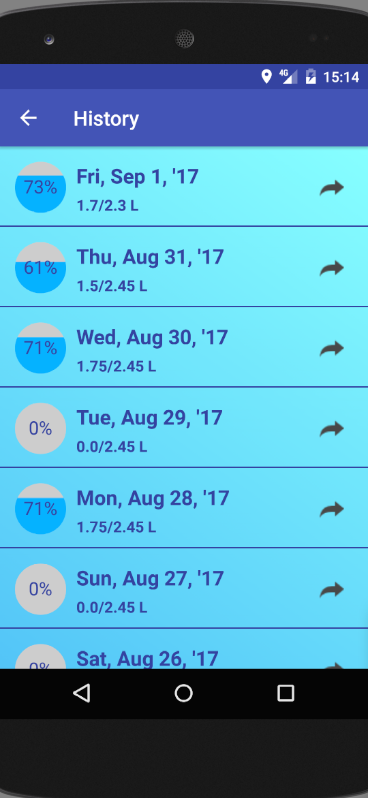 4G 15:14
History
73%
Fri, Sep 1, '17
1.7/2.3 L
61%
Thu, Aug 31, '17
1.5/2.45 L
71%
Wed, Aug 30, '17
1.75/2.45 L
0%
Tue, Aug 29, '17
0.0/2.45 L
71%
Mon, Aug 28, '17
1.75/2.45 L
0%
Sun, Aug 27, '17
0.0/2.45 L
0%
Sat, Aug 26, '17